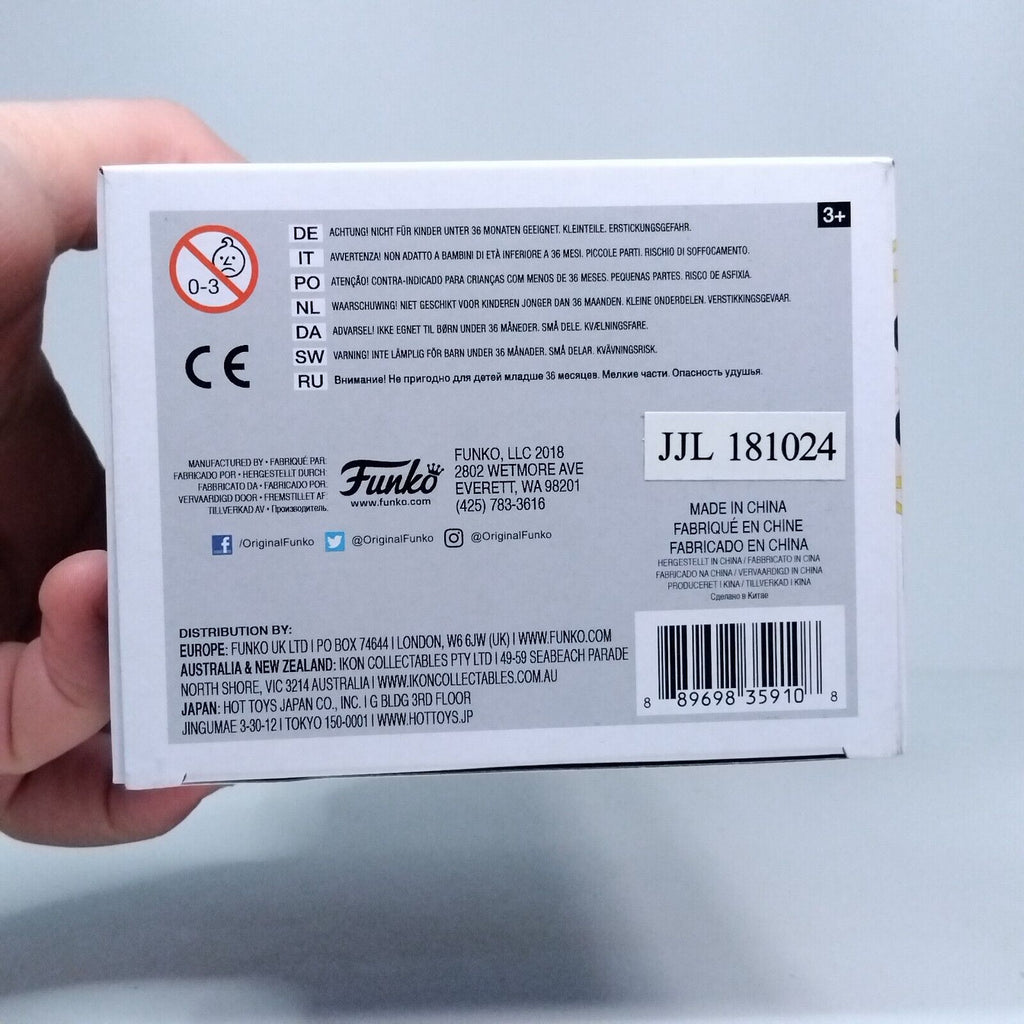 3+
0-3
CE
DE ACHTUNG! NICHT FÜR KINDER UNTER 36 MONATEN GEEIGNET. KLEINTEILE. ERSTICKUNGSGEFAHR.
IT AVVERTENZA! NON ADATTO A BAMBINI DI ETÀ INFERIORE A 36 MESI. PICCOLE PARTI. RISCHIO DI SOFFOCAMENTO.
PO ATENÇÃO! CONTRA-INDICADO PARA CRIANÇAS COM MENOS DE 36 MESES. PEQUENAS PARTES. RISCO DE ASFIXIA.
NL WAARSCHUWING! NIET GESCHIKT VOOR KINDEREN JONGER DAN 36 MAANDEN. KLEINE ONDERDELEN. VERSTIKKINGSGEVAAR.
DA ADVARSEL! IKKE EGNET TIL BØRN UNDER 36 MÅNEDER. SMÅ DELE. KVÆLNINGSFARE.
SW VARNING! INTE LÄMPLIG FÖR BARN UNDER 36 MÅNADER. SMÅ DELAR. KVÄVNINGSRISK.
RU Внимание! Не пригодно для детей младше 36 месяцев. Мелкие части. Опасность удушья.
JJL 181024
MANUFACTURED BY • FABRIQUÉ PAR
FABRICADO POR • HERGESTELLT DURCH
FABBRICATO DA • FABRICADO POR
VERVAARDIGD DOOR • FREMSTILLET AF
TILLVERKAD AV • Производитель
Funko
www.funko.com
FUNKO, LLC 2018
2802 WETMORE AVE
EVERETT, WA 98201
(425) 783-3616
/OriginalFunko @OriginalFunko @OriginalFunko
MADE IN CHINA
FABRIQUÉ EN CHINE
FABRICADO EN CHINA
HERGESTELLT IN CHINA / FABBRICATO IN CINA
FABRICADO NA CHINA / VERVAARDIGD IN CHINA
PRODUCERET I KINA / TILLVERKAD I KINA
Сделано в Китае
DISTRIBUTION BY:
EUROPE: FUNKO UK LTD | PO BOX 74644 | LONDON, W6 6JW (UK) | WWW.FUNKO.COM
AUSTRALIA & NEW ZEALAND: IKON COLLECTABLES PTY LTD | 49-59 SEABEACH PARADE
NORTH SHORE, VIC 3214 AUSTRALIA | WWW.IKONCOLLECTABLES.COM.AU
JAPAN: HOT TOYS JAPAN CO., INC. | G BLDG 3RD FLOOR
JINGUMAE 3-30-12 | TOKYO 150-0001 | WWW.HOTTOYS.JP
8 89698 35910 8